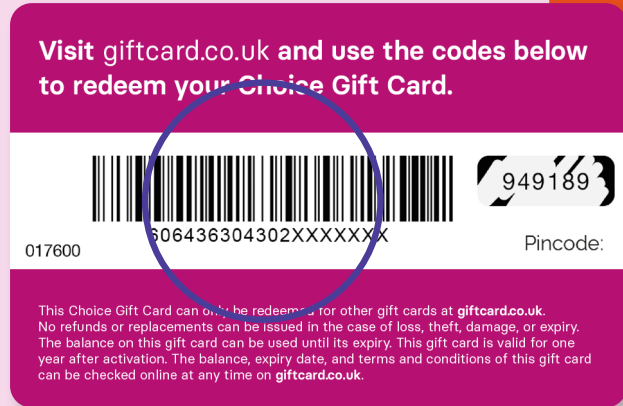 Visit giftcard.co.uk and use the codes below
to redeem your Choice Gift Card.
949189
606436304302XXXXXXX
017600
Pincode:
This Choice Gift Card can only be redeemed for other gift cards at giftcard.co.uk.
No refunds or replacements can be issued in the case of loss, theft, damage, or expiry.
The balance on this gift card can be used until its expiry. This gift card is valid for one
year after activation. The balance, expiry date, and terms and conditions of this gift card
can be checked online at any time on giftcard.co.uk.